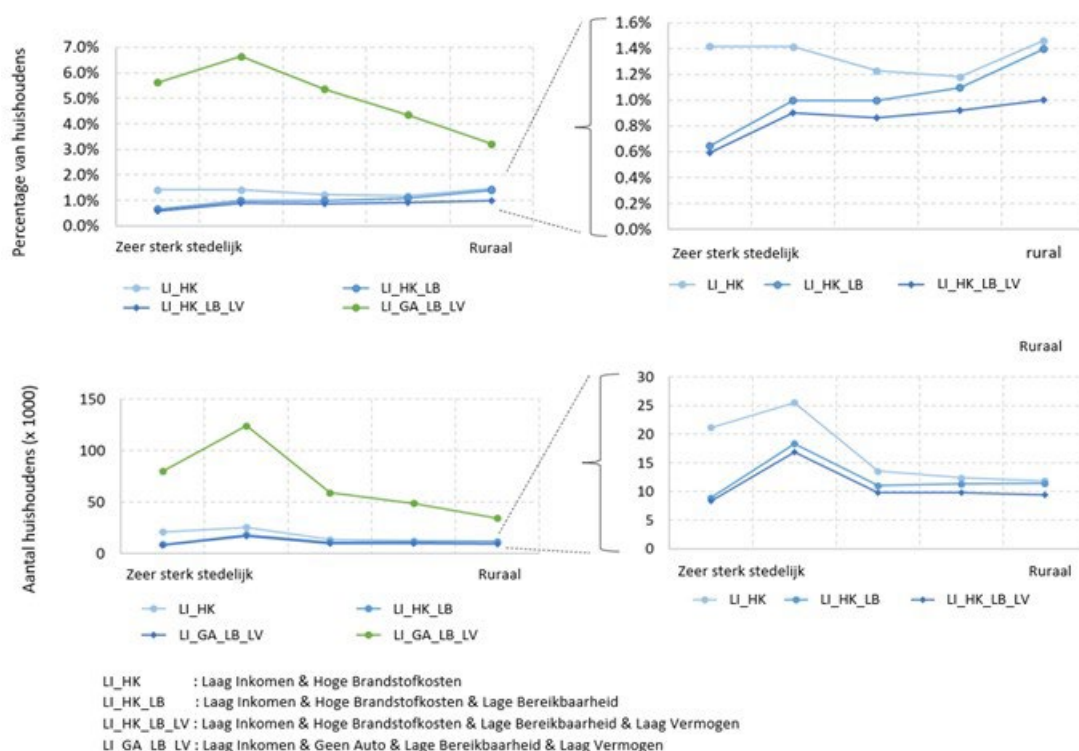 Percentage van huishoudens
7.0%
6.0%
5.0%
4.0%
3.0%
2.0%
1.0%
0.0%
Zeer sterk stedelijk Ruraal
LI_HK LI_HK_LB
LI_HK_LB_LV LI_GA_LB_LV
1.6%
1.4%
1.2%
1.0%
0.8%
0.6%
0.4%
0.2%
0.0%
Zeer sterk stedelijk rural
LI_HK LI_HK_LB LI_HK_LB_LV
Aantal huishoudens (x 1000)
150
100
50
0
Zeer sterk stedelijk Ruraal
LI_HK LI_HK_LB
LI_GA_LB_LV LI_GA_LB_LV
Ruraal
30
25
20
15
10
5
0
Zeer sterk stedelijk Ruraal
LI_HK LI_HK_LB LI_HK_LB_LV
LI_HK : Laag Inkomen & Hoge Brandstofkosten
LI_HK_LB : Laag Inkomen & Hoge Brandstofkosten & Lage Bereikbaarheid
LI_HK_LB_LV : Laag Inkomen & Hoge Brandstofkosten & Lage Bereikbaarheid & Laag Vermogen
LI_GA_LB_LV : Laag Inkomen & Geen Auto & Lage Bereikbaarheid & Laag Vermogen